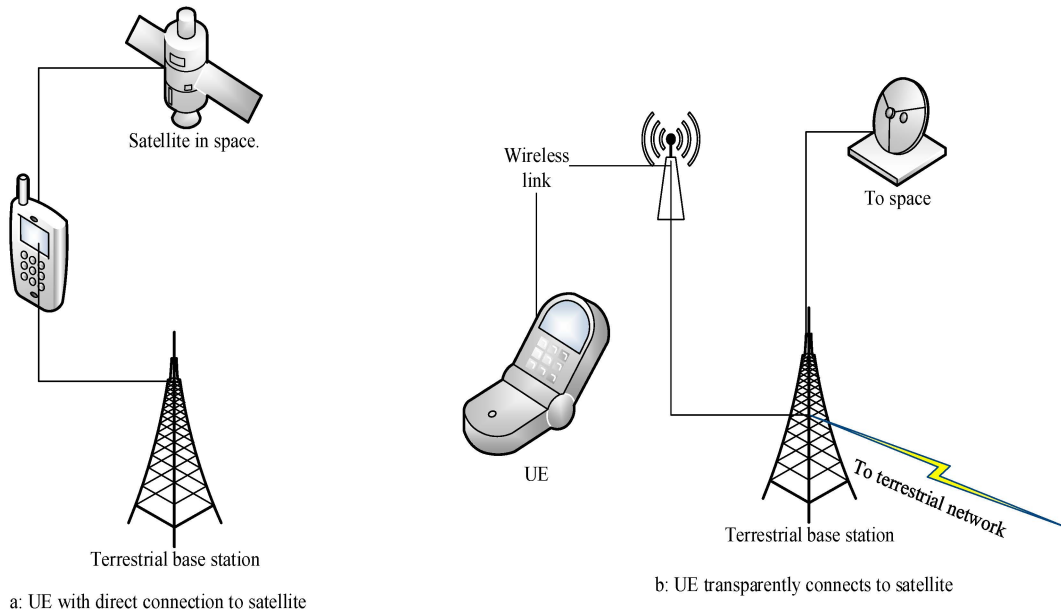 Satellite in space.
Terrestrial base station
a: UE with direct connection to satellite
Wireless
link
To space
UE
To terrestrial network
Terrestrial base station
b: UE transparently connects to satellite